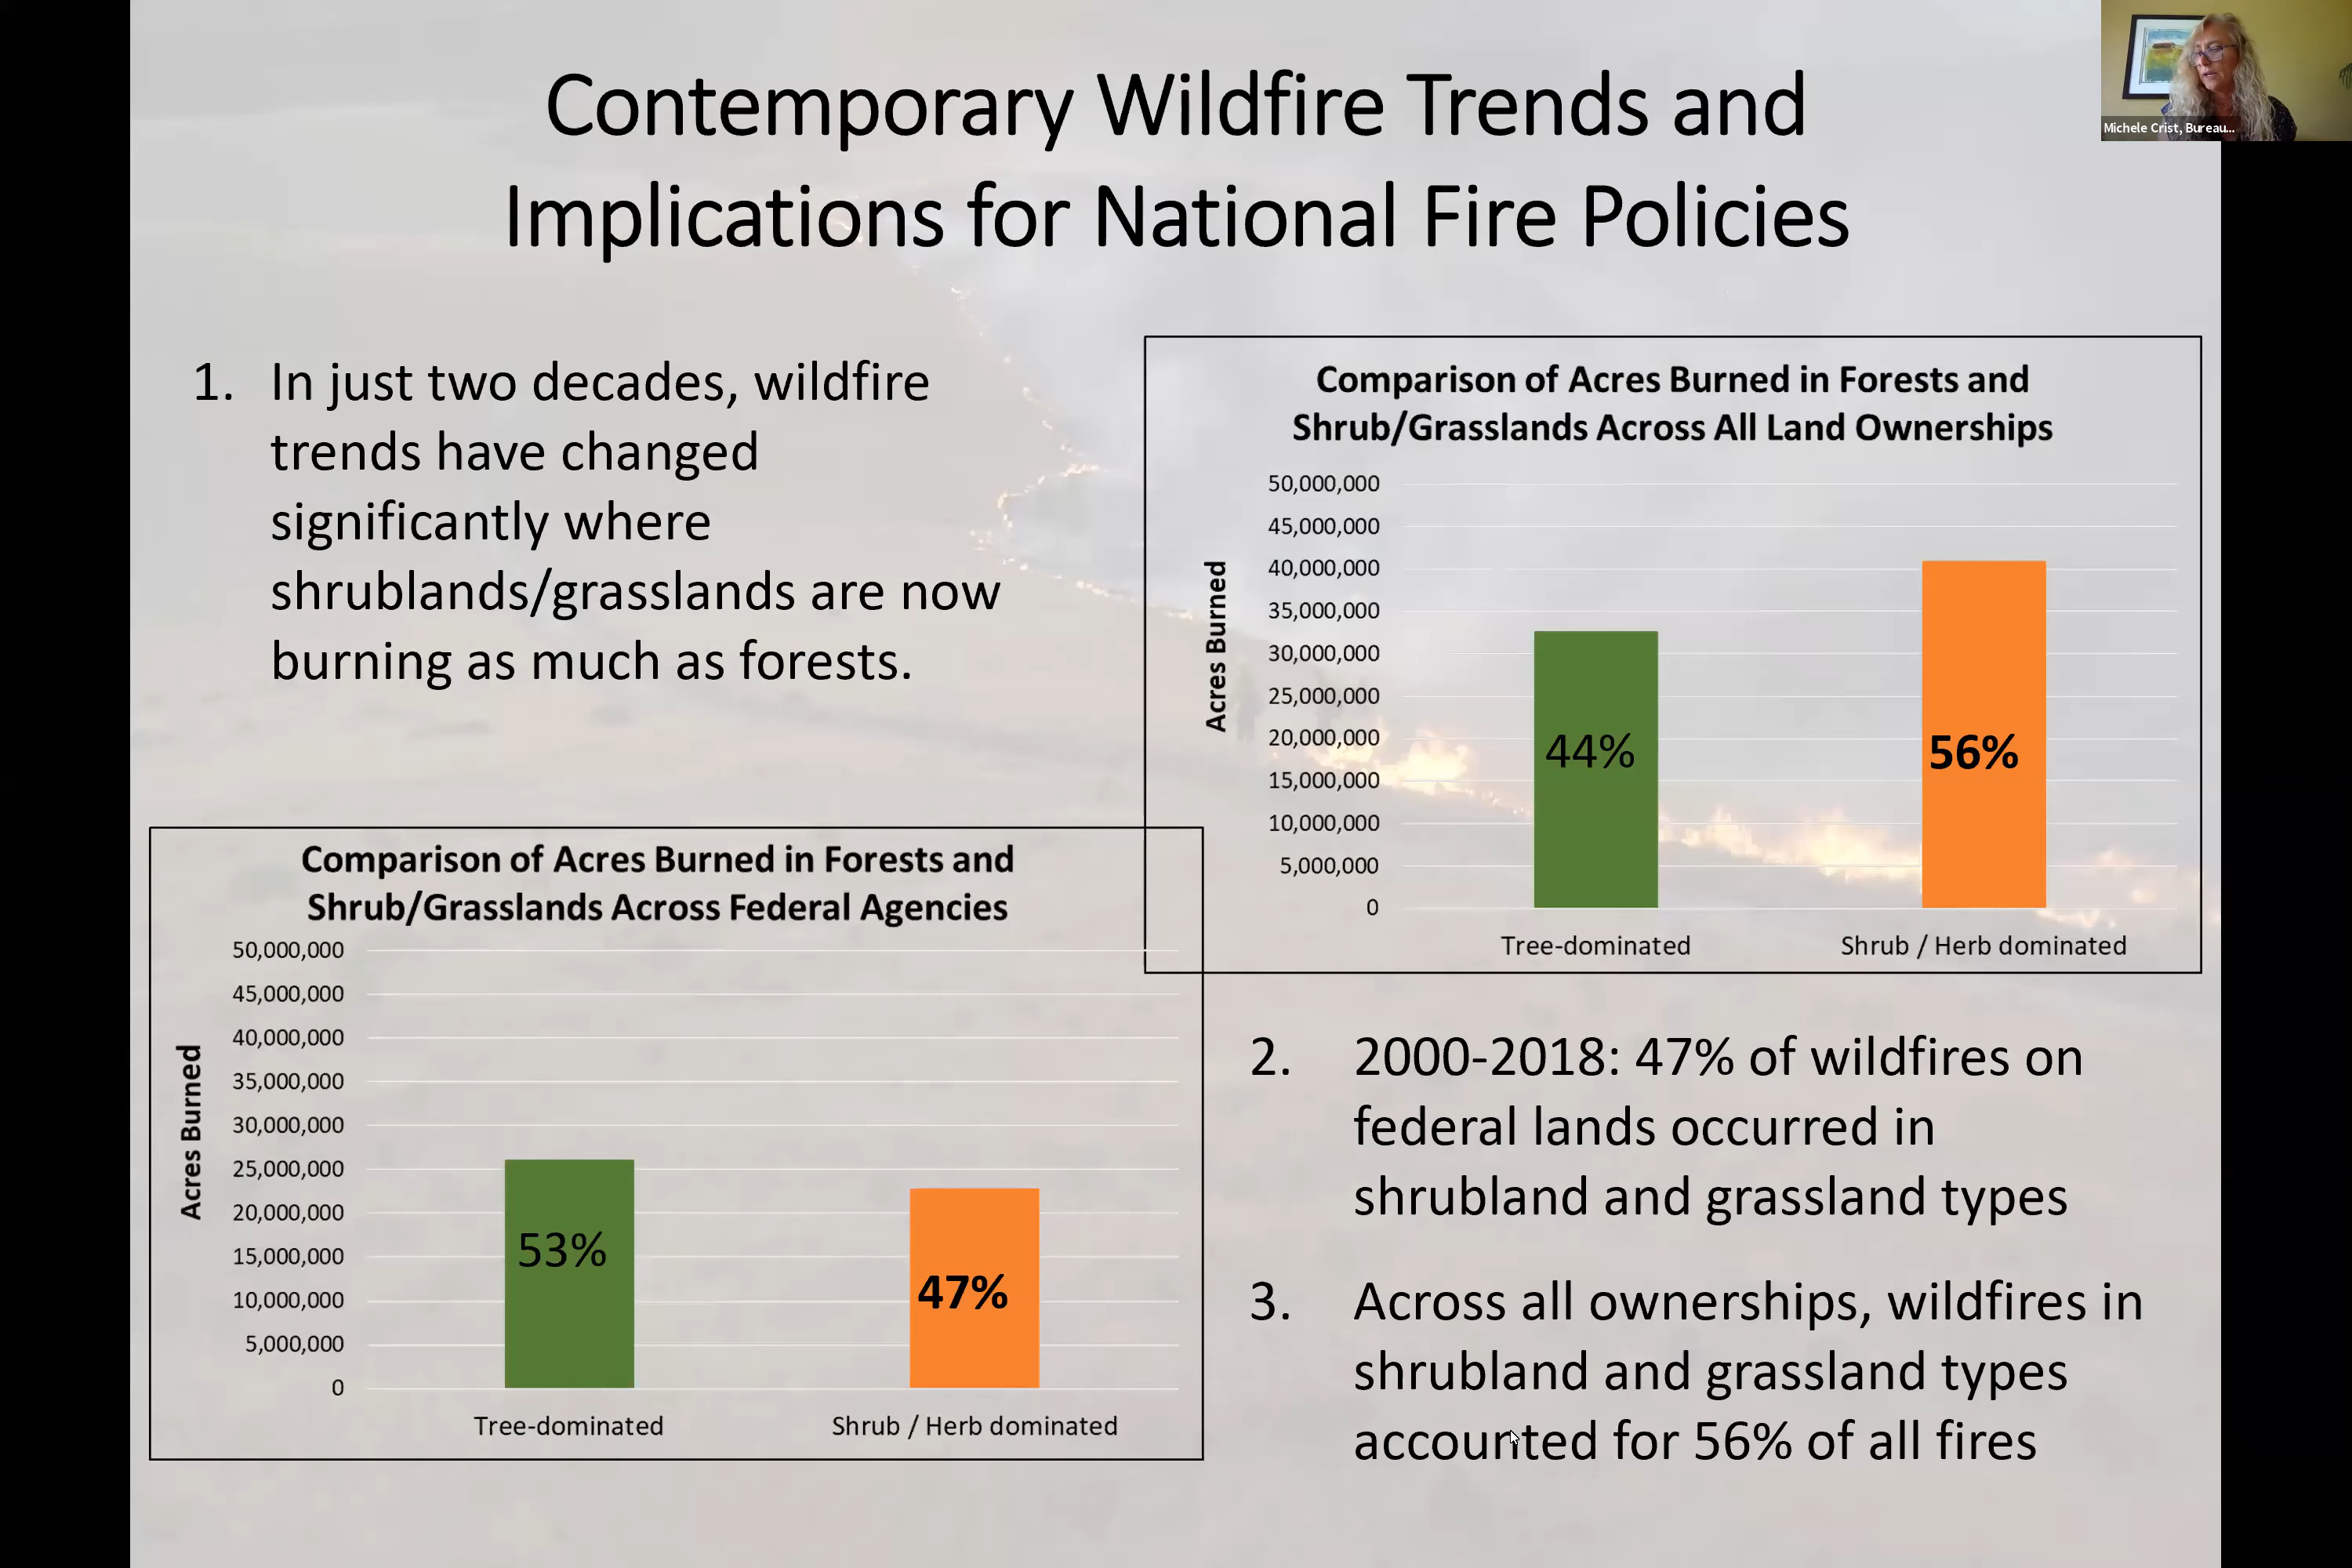 Contemporary Wildfire Trends and
Implications for National Fire Policies
Michele Crist, Bureau...
1. In just two decades, wildfire
trends have changed
significantly where
shrublands/grasslands are now
burning as much as forests.
Comparison of Acres Burned in Forests and
Shrub/Grasslands Across All Land Ownerships
Acres Burned
50,000,000
45,000,000
40,000,000
35,000,000
30,000,000
25,000,000
20,000,000
15,000,000
10,000,000
5,000,000
0
44%
56%
Tree-dominated
Shrub / Herb dominated
Comparison of Acres Burned in Forests and
Shrub/Grasslands Across Federal Agencies
Acres Burned
50,000,000
45,000,000
40,000,000
35,000,000
30,000,000
25,000,000
20,000,000
15,000,000
10,000,000
5,000,000
0
53%
47%
Tree-dominated
Shrub / Herb dominated
2. 2000-2018: 47% of wildfires on
federal lands occurred in
shrubland and grassland types
3. Across all ownerships, wildfires in
shrubland and grassland types
accounted for 56% of all fires